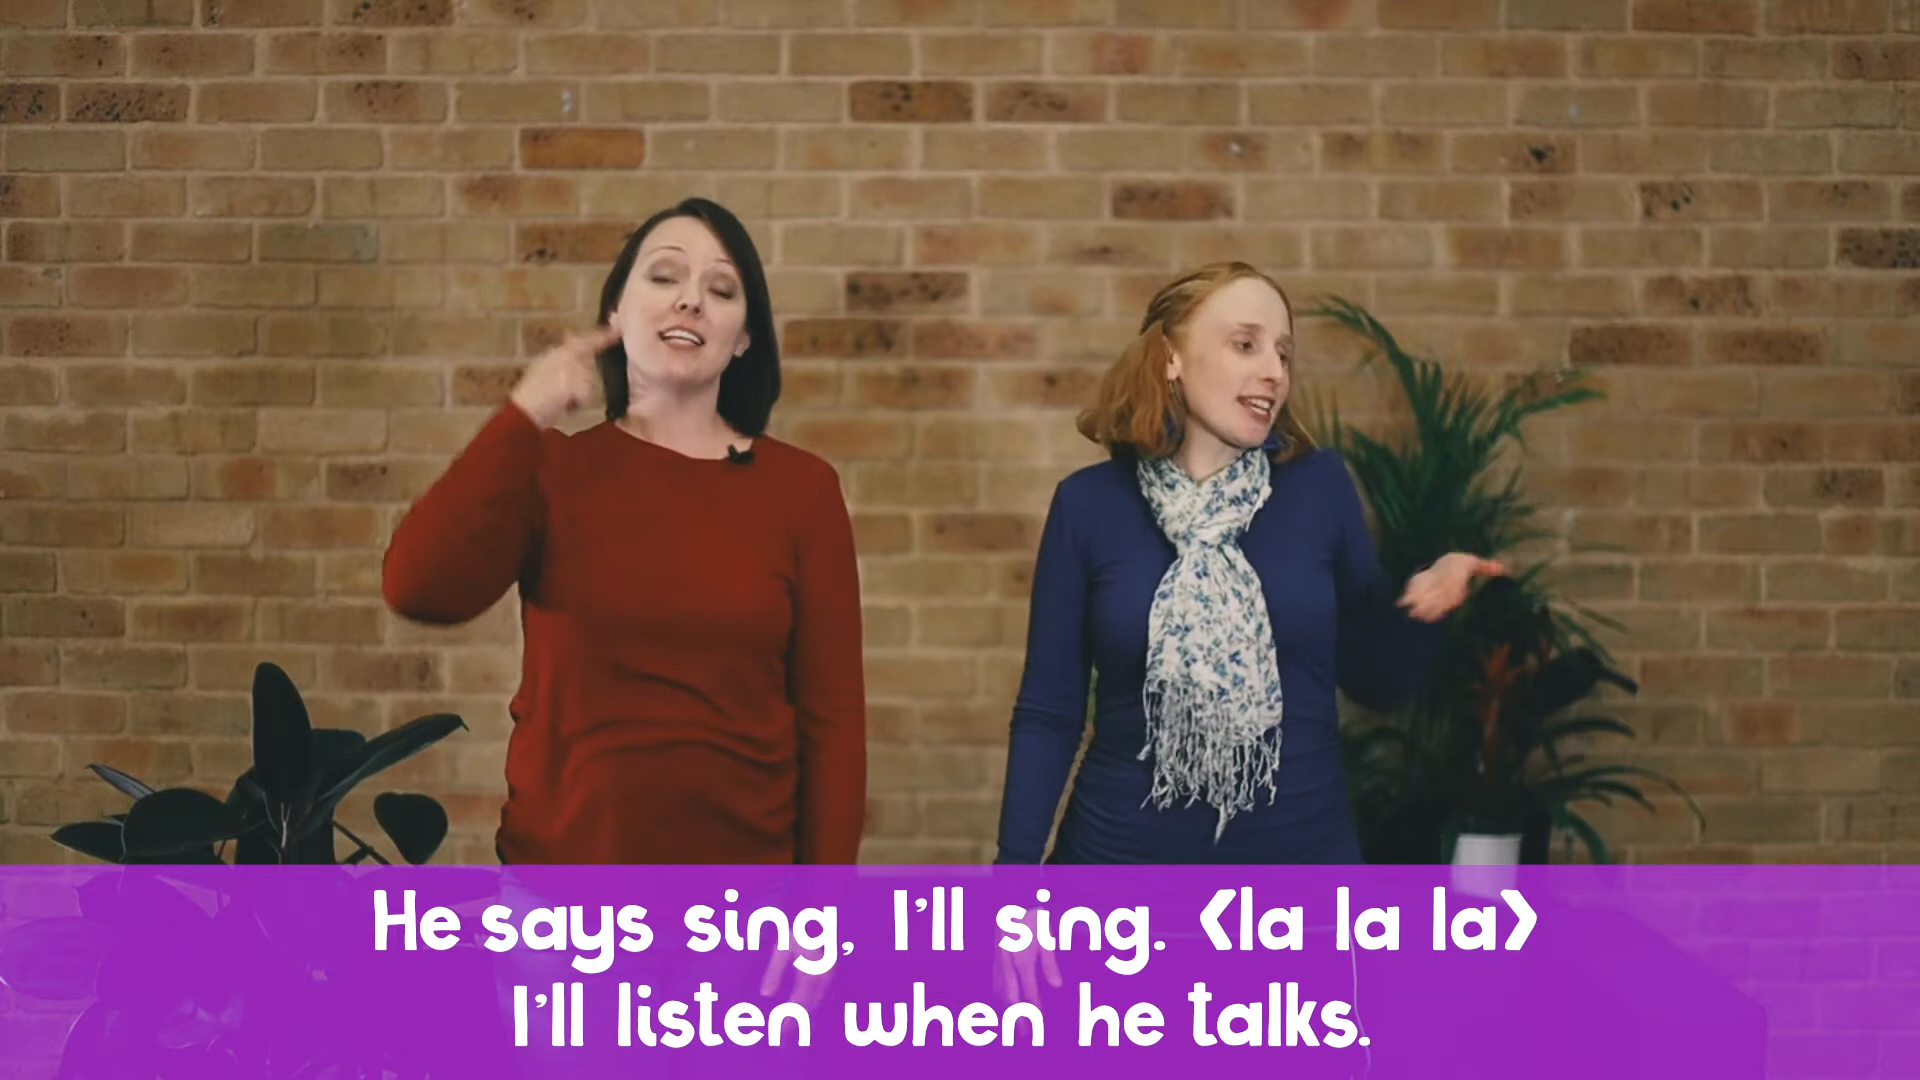 He says sing, I'll sing. <la la la>
I'll listen when he talks.